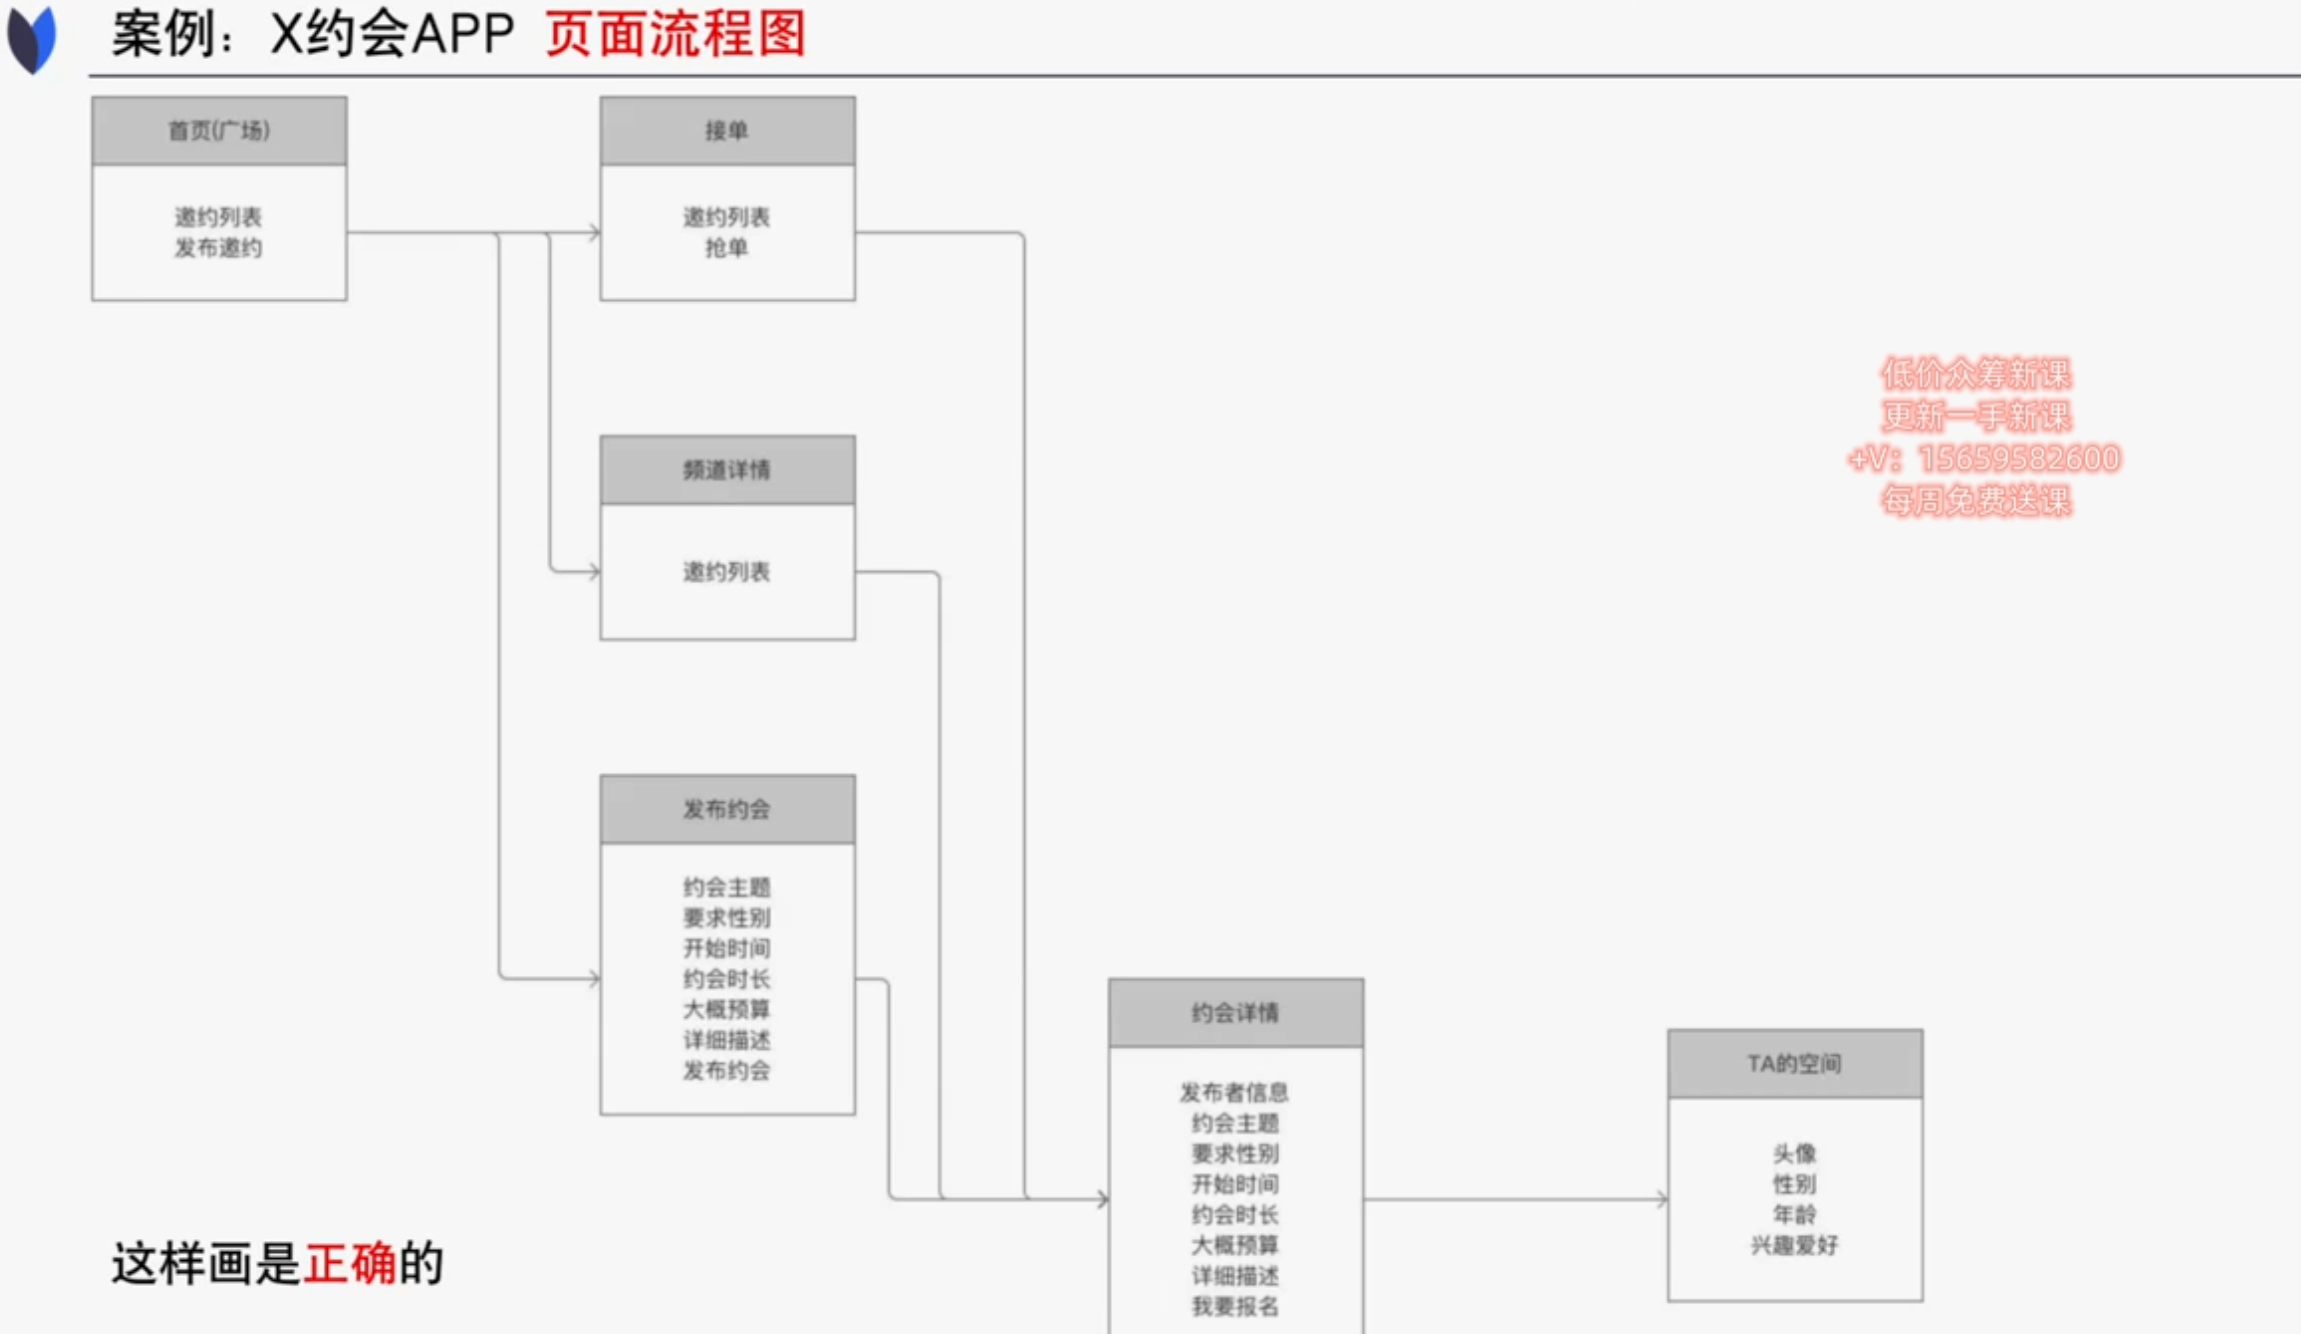 案例：X约会APP 页面流程图
首页(广场)
邀约列表
发布邀约
接单
邀约列表
抢单
频道详情
邀约列表
发布约会
约会主题
要求性别
开始时间
约会时长
大概预算
详细描述
发布约会
约会详情
发布者信息
约会主题
要求性别
开始时间
约会时长
大概预算
详细描述
我要报名
TA的空间
头像
性别
年龄
兴趣爱好
低价众筹新课
更新一手新课
+V：15659582600
每周免费送课
这样画是正确的